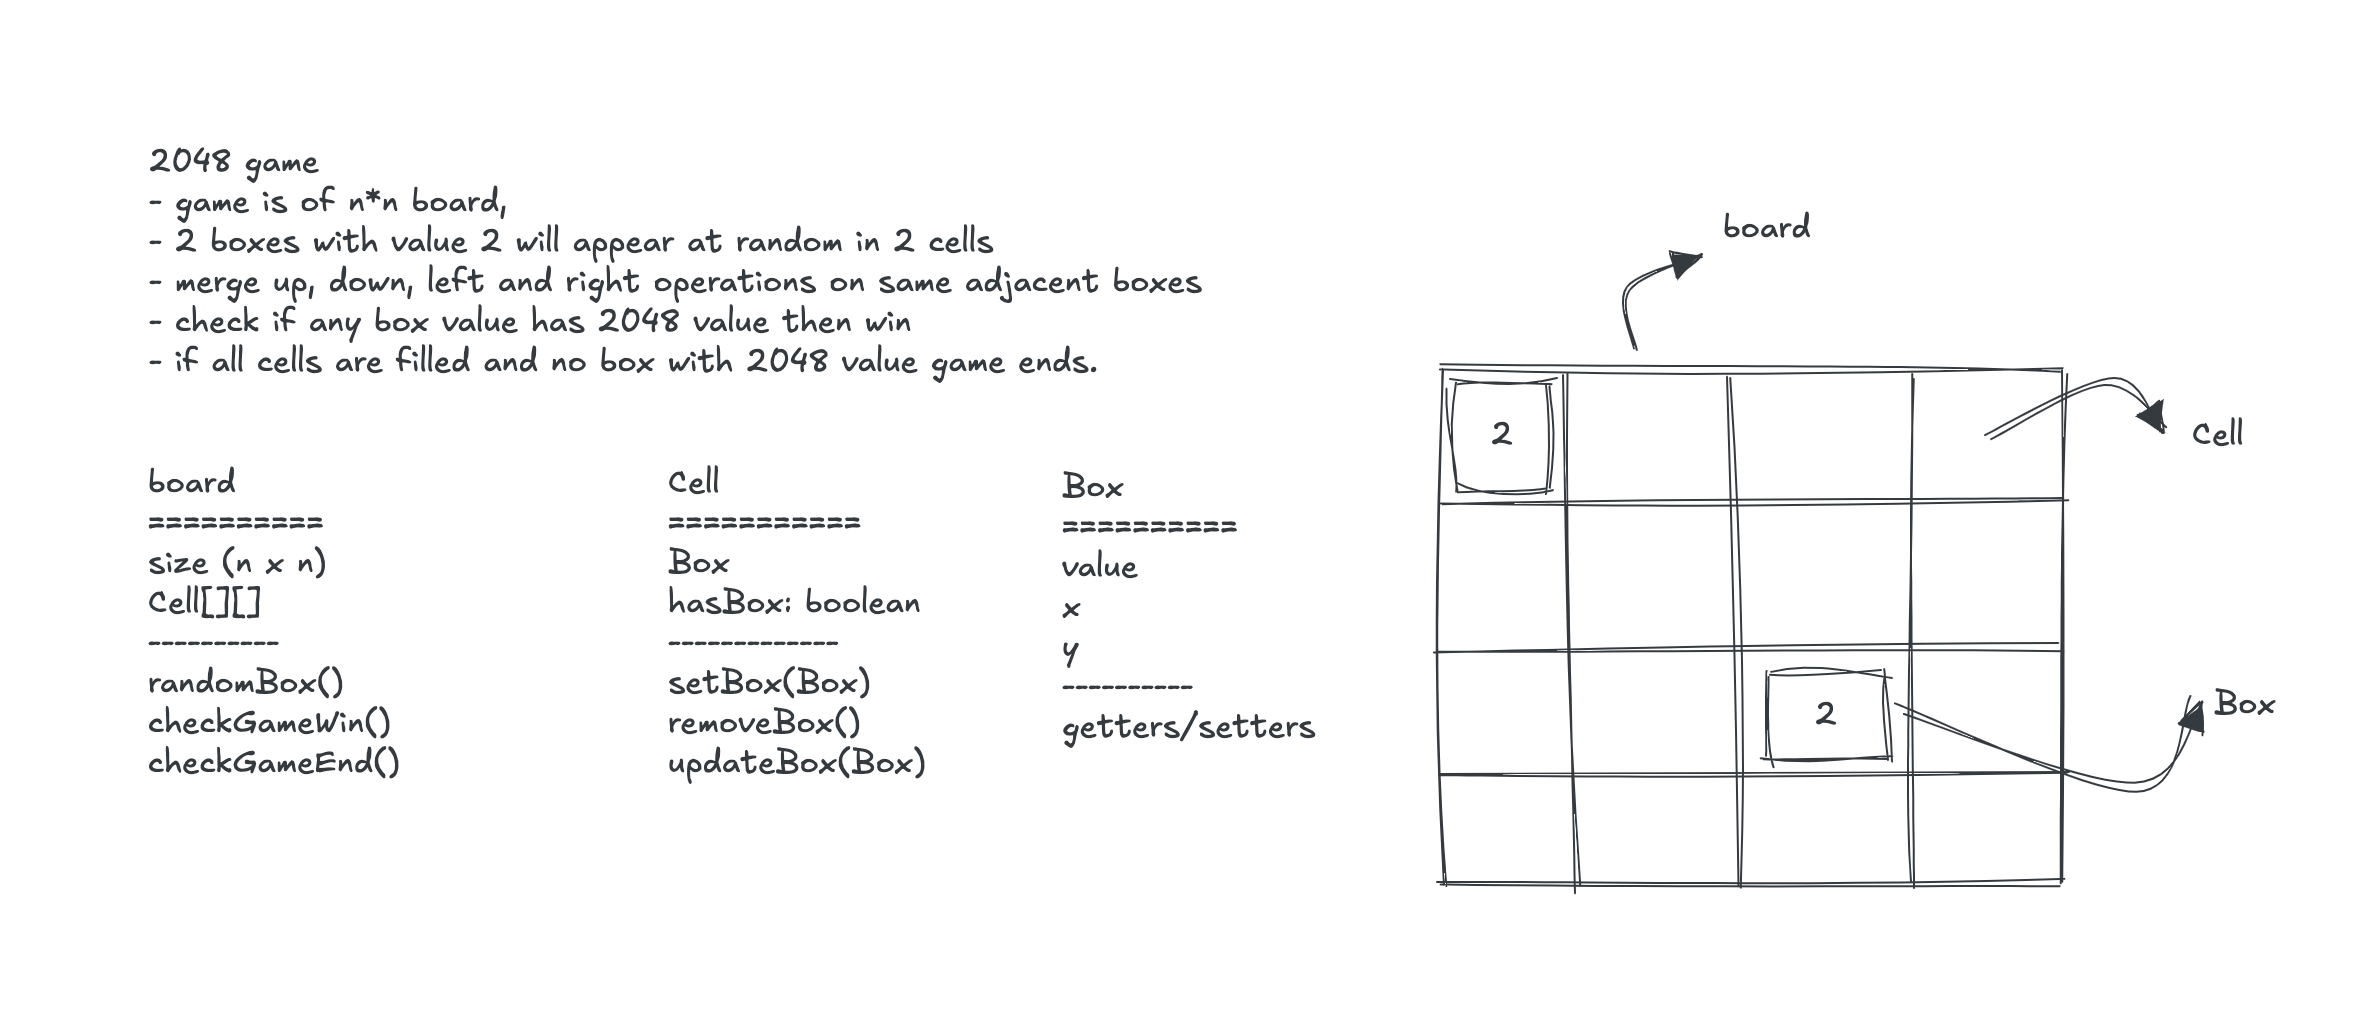 2048 game
- game is of n*n board,
- 2 boxes with value 2 will appear at random in 2 cells
- merge up, down, left and right operations on same adjacent boxes
- check if any box value has 2048 value then win
- if all cells are filled and no box with 2048 value game ends.
board
==========
size (n x n)
Cell[][]
----------
randomBox()
checkGameWin()
checkGameEnd()
Cell
===========
Box
hasBox: boolean
-------------
setBox(Box)
removeBox()
updateBox(Box)
Box
==========
value
x
y
----------
getters/setters
board
2
Cell
2
Box